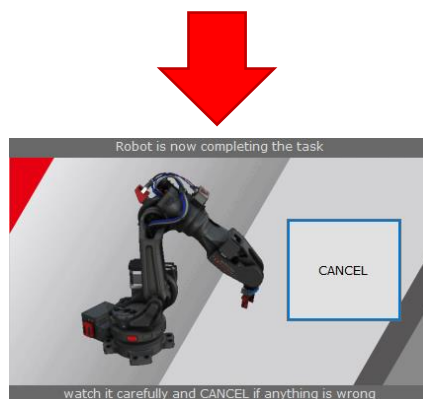 Robot is now completing the task
CANCEL
watch it carefully and CANCEL if anything is wrong